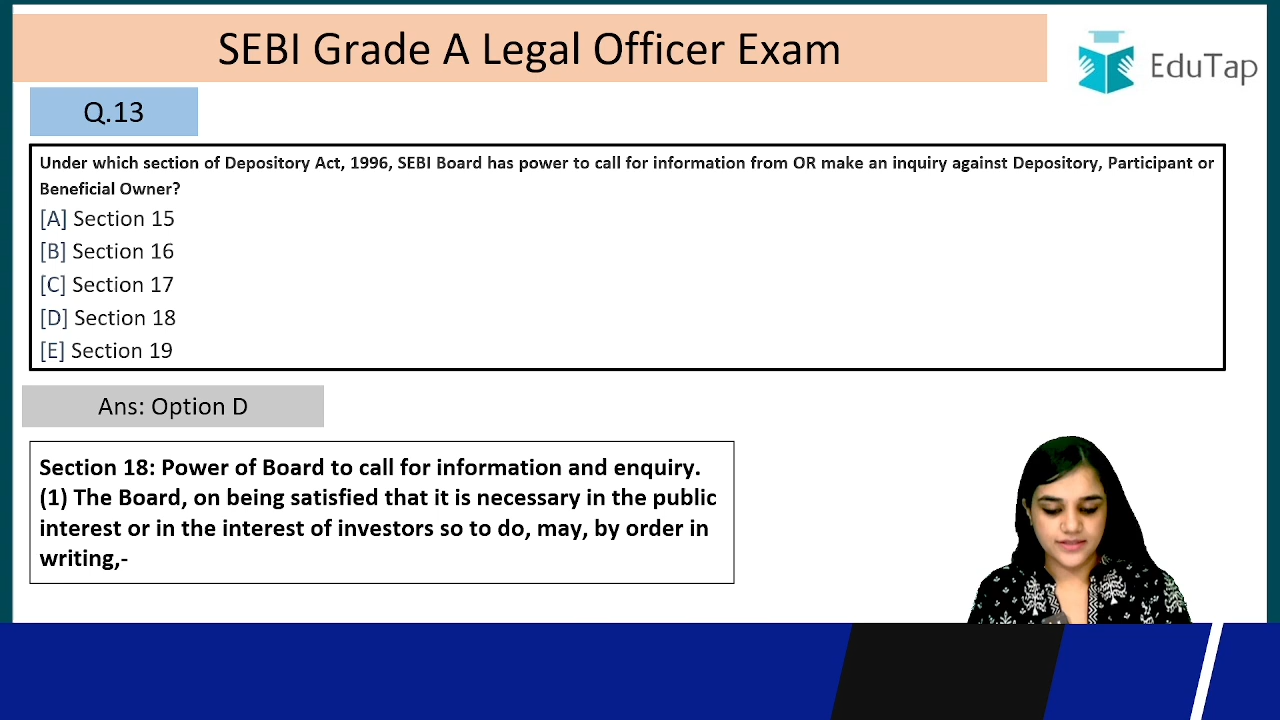 SEBI Grade A Legal Officer Exam
EduTap
Q.13
Under which section of Depository Act, 1996, SEBI Board has power to call for information from OR make an inquiry against Depository, Participant or
Beneficial Owner?
[A] Section 15
[B] Section 16
[C] Section 17
[D] Section 18
[E] Section 19
Ans: Option D
Section 18: Power of Board to call for information and enquiry.
(1) The Board, on being satisfied that it is necessary in the public
interest or in the interest of investors so to do, may, by order in
writing,-